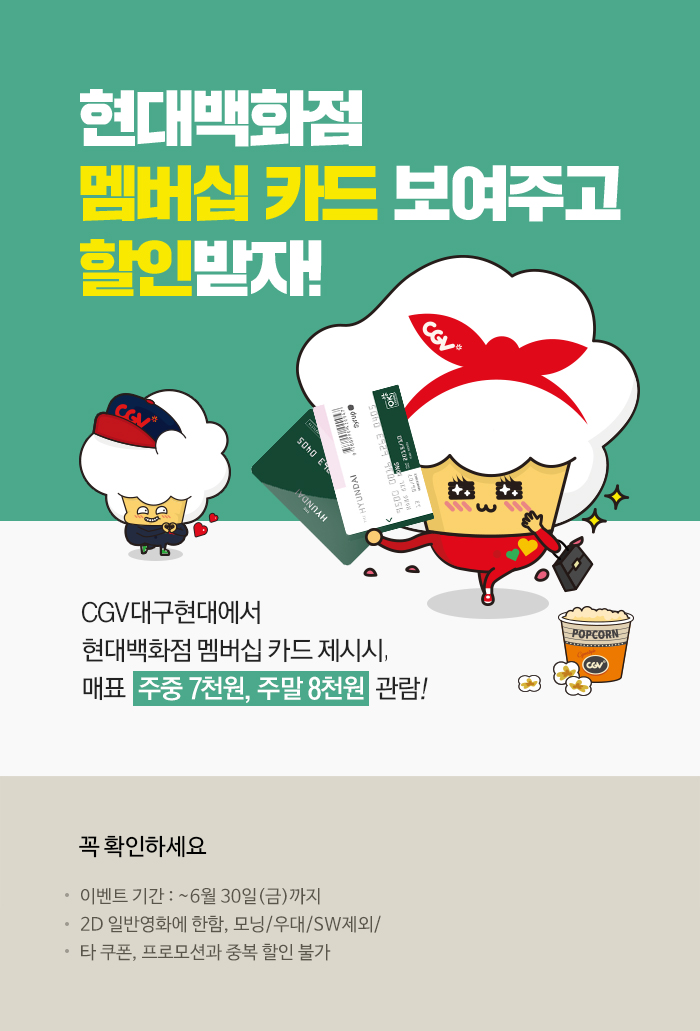 현대백화점
멤버십 카드 보여주고
할인받자!
CGV
CGV
HYUNDAI
HYUNDAI
CGV대구현대에서
현대백화점 멤버십 카드 제시시,
매표 주중 7천원, 주말 8천원 관람!
POPCORN
CGV
꼭 확인하세요
• 이벤트 기간 : ~6월 30일(금)까지
• 2D 일반영화에 한함, 모닝/우대/SW제외/
• 타 쿠폰, 프로모션과 중복 할인 불가